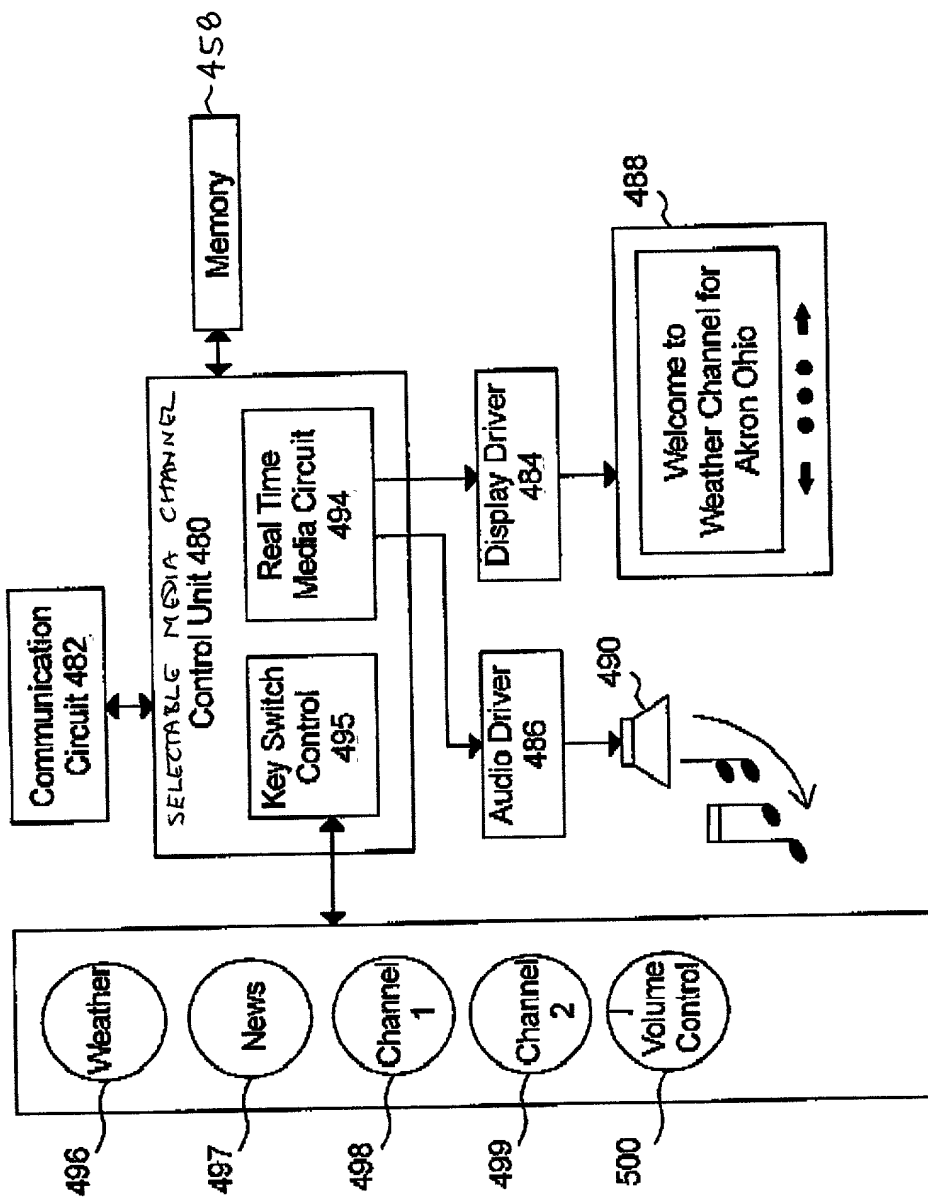 Communication
Circuit 482
SELECTABLE MEDIA CHANNEL
Control Unit 480
Key Switch
Control
495
Real Time
Media Circuit
494
Memory
458
Weather
496
News
497
Channel
1
498
Channel
2
499
Volume
Control
500
Audio Driver
486
Display Driver
484
490
488
Welcome to
Weather Channel for
Akron Ohio